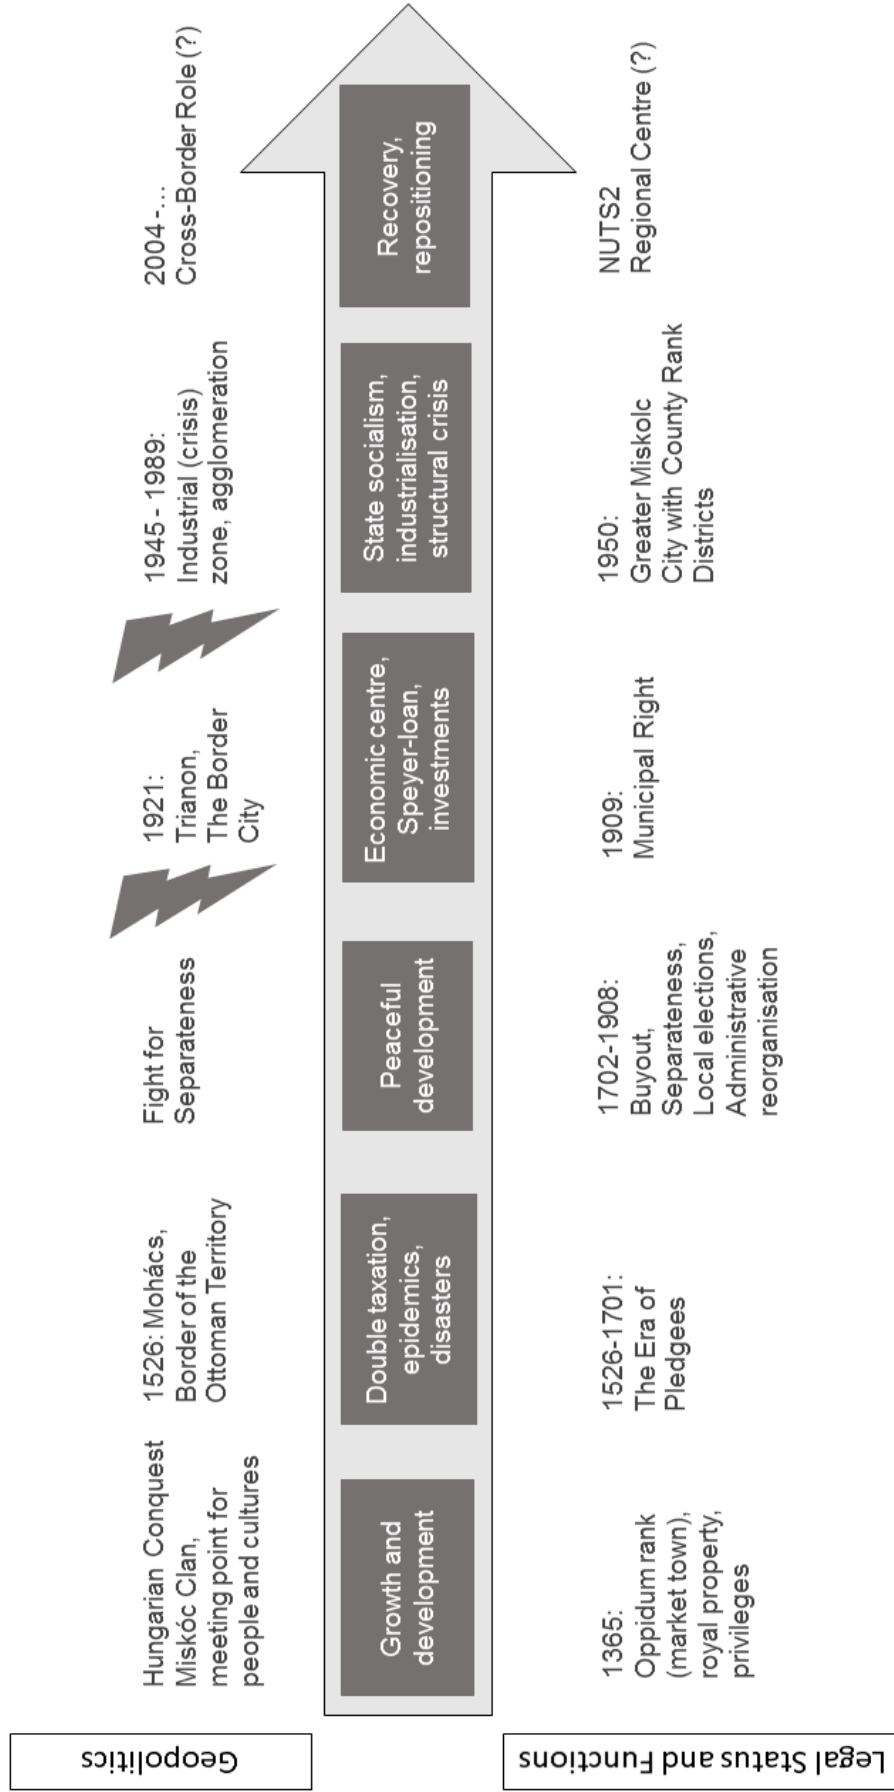 Geopolitics
Hungarian Conquest
Miskóc Clan,
meeting point for
people and cultures
1526: Mohács,
Border of the
Ottoman Territory
Fight for
Separateness
1921:
Trianon,
The Border
City
1945 - 1989:
Industrial (crisis)
zone, agglomeration
2004 -...
Cross-Border Role (?)
Growth and
development
Double taxation,
epidemics,
disasters
Peaceful
development
Economic centre,
Speyer-loan,
investments
State socialism,
industrialisation,
structural crisis
Recovery,
repositioning
Legal Status and Functions
1365:
Oppidum rank
(market town),
royal property,
privileges
1526-1701:
The Era of
Pledgees
1702-1908:
Buyout,
Separateness,
Local elections,
Administrative
reorganisation
1909:
Municipal Right
1950:
Greater Miskolc
City with County Rank
Districts
NUTS2
Regional Centre (?)